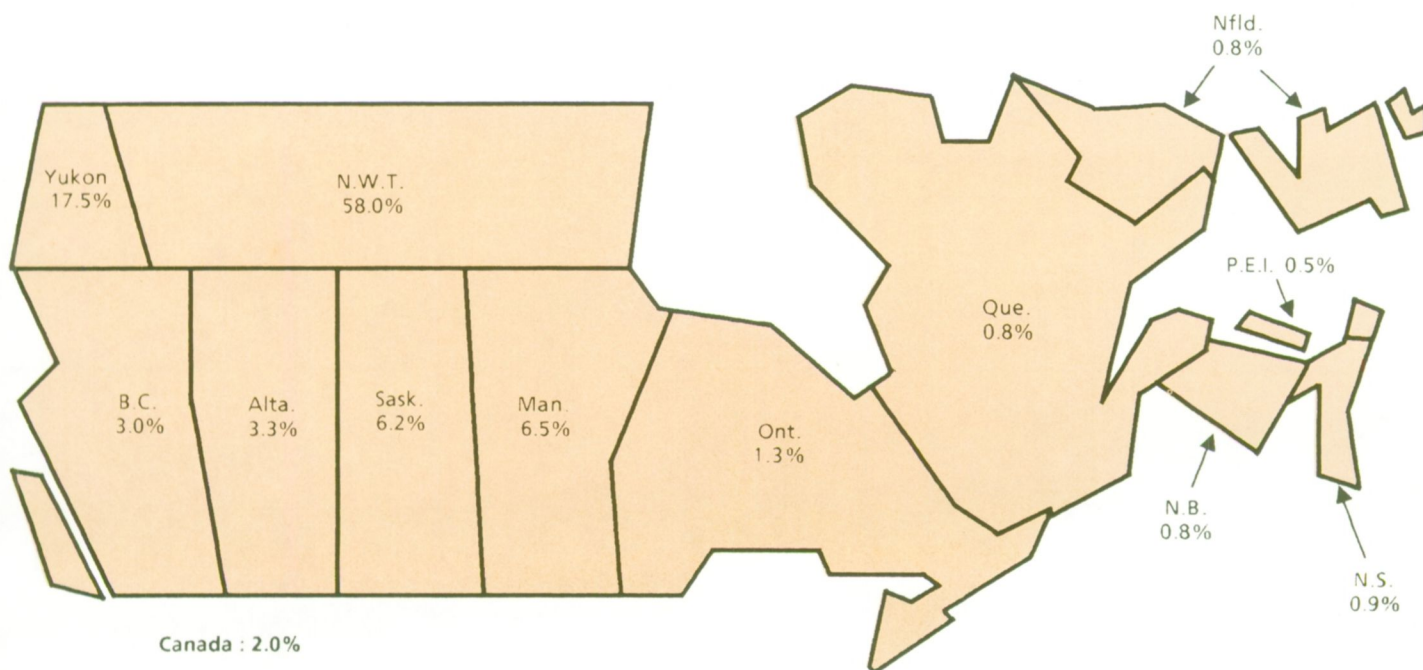 Nfld.
0.8%
Yukon
17.5%
N.W.T.
58.0%
P.E.I. 0.5%
Que.
0.8%
B.C.
3.0%
Alta.
3.3%
Sask.
6.2%
Man.
6.5%
Ont.
1.3%
N.B.
0.8%
N.S.
0.9%
Canada : 2.0%